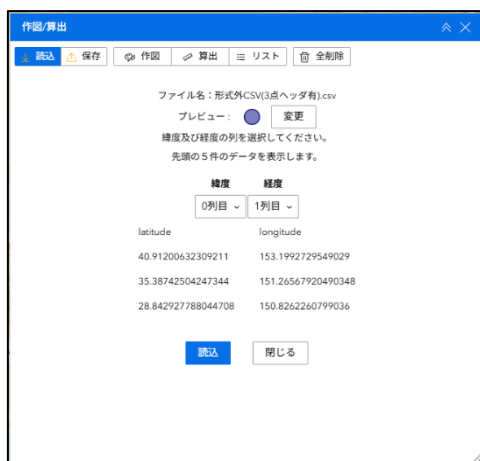 作図/算出
読込 保存 作図 算出 リスト 全削除
ファイル名：形式外CSV(3点ヘッダ有).csv
プレビュー： 変更
緯度及び経度の列を選択してください。
先頭の５件のデータを表示します。
緯度 経度
0列目 1列目
latitude longitude
40.91200632309211 153.1992729549029
35.38742504247344 151.26567920490348
28.842927788044708 150.8262260799036
読込 閉じる